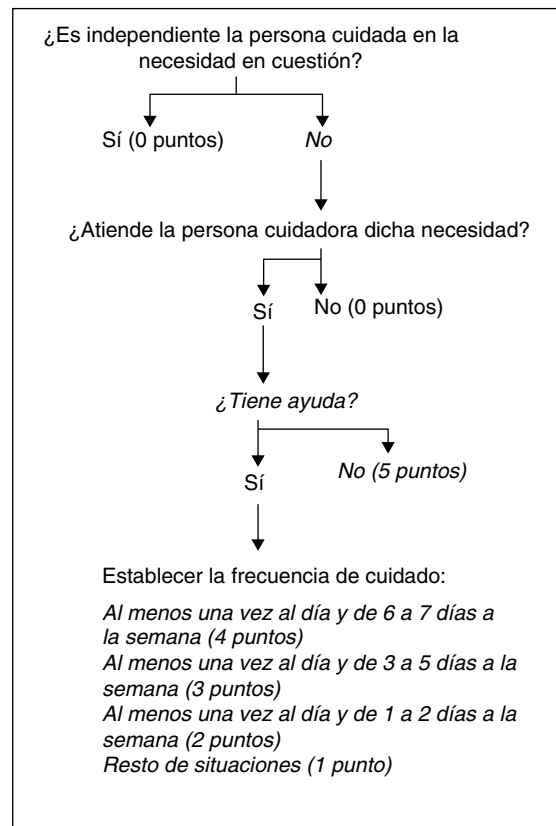 ¿Es independiente la persona cuidada en la
necesidad en cuestión?
Sí (0 puntos)
No
¿Atiende la persona cuidadora dicha necesidad?
Sí
No (0 puntos)
¿Tiene ayuda?
Sí
No (5 puntos)
Establecer la frecuencia de cuidado:
Al menos una vez al día y de 6 a 7 días a
la semana (4 puntos)
Al menos una vez al día y de 3 a 5 días a la
semana (3 puntos)
Al menos una vez al día y de 1 a 2 días a la
semana (2 puntos)
Resto de situaciones (1 punto)